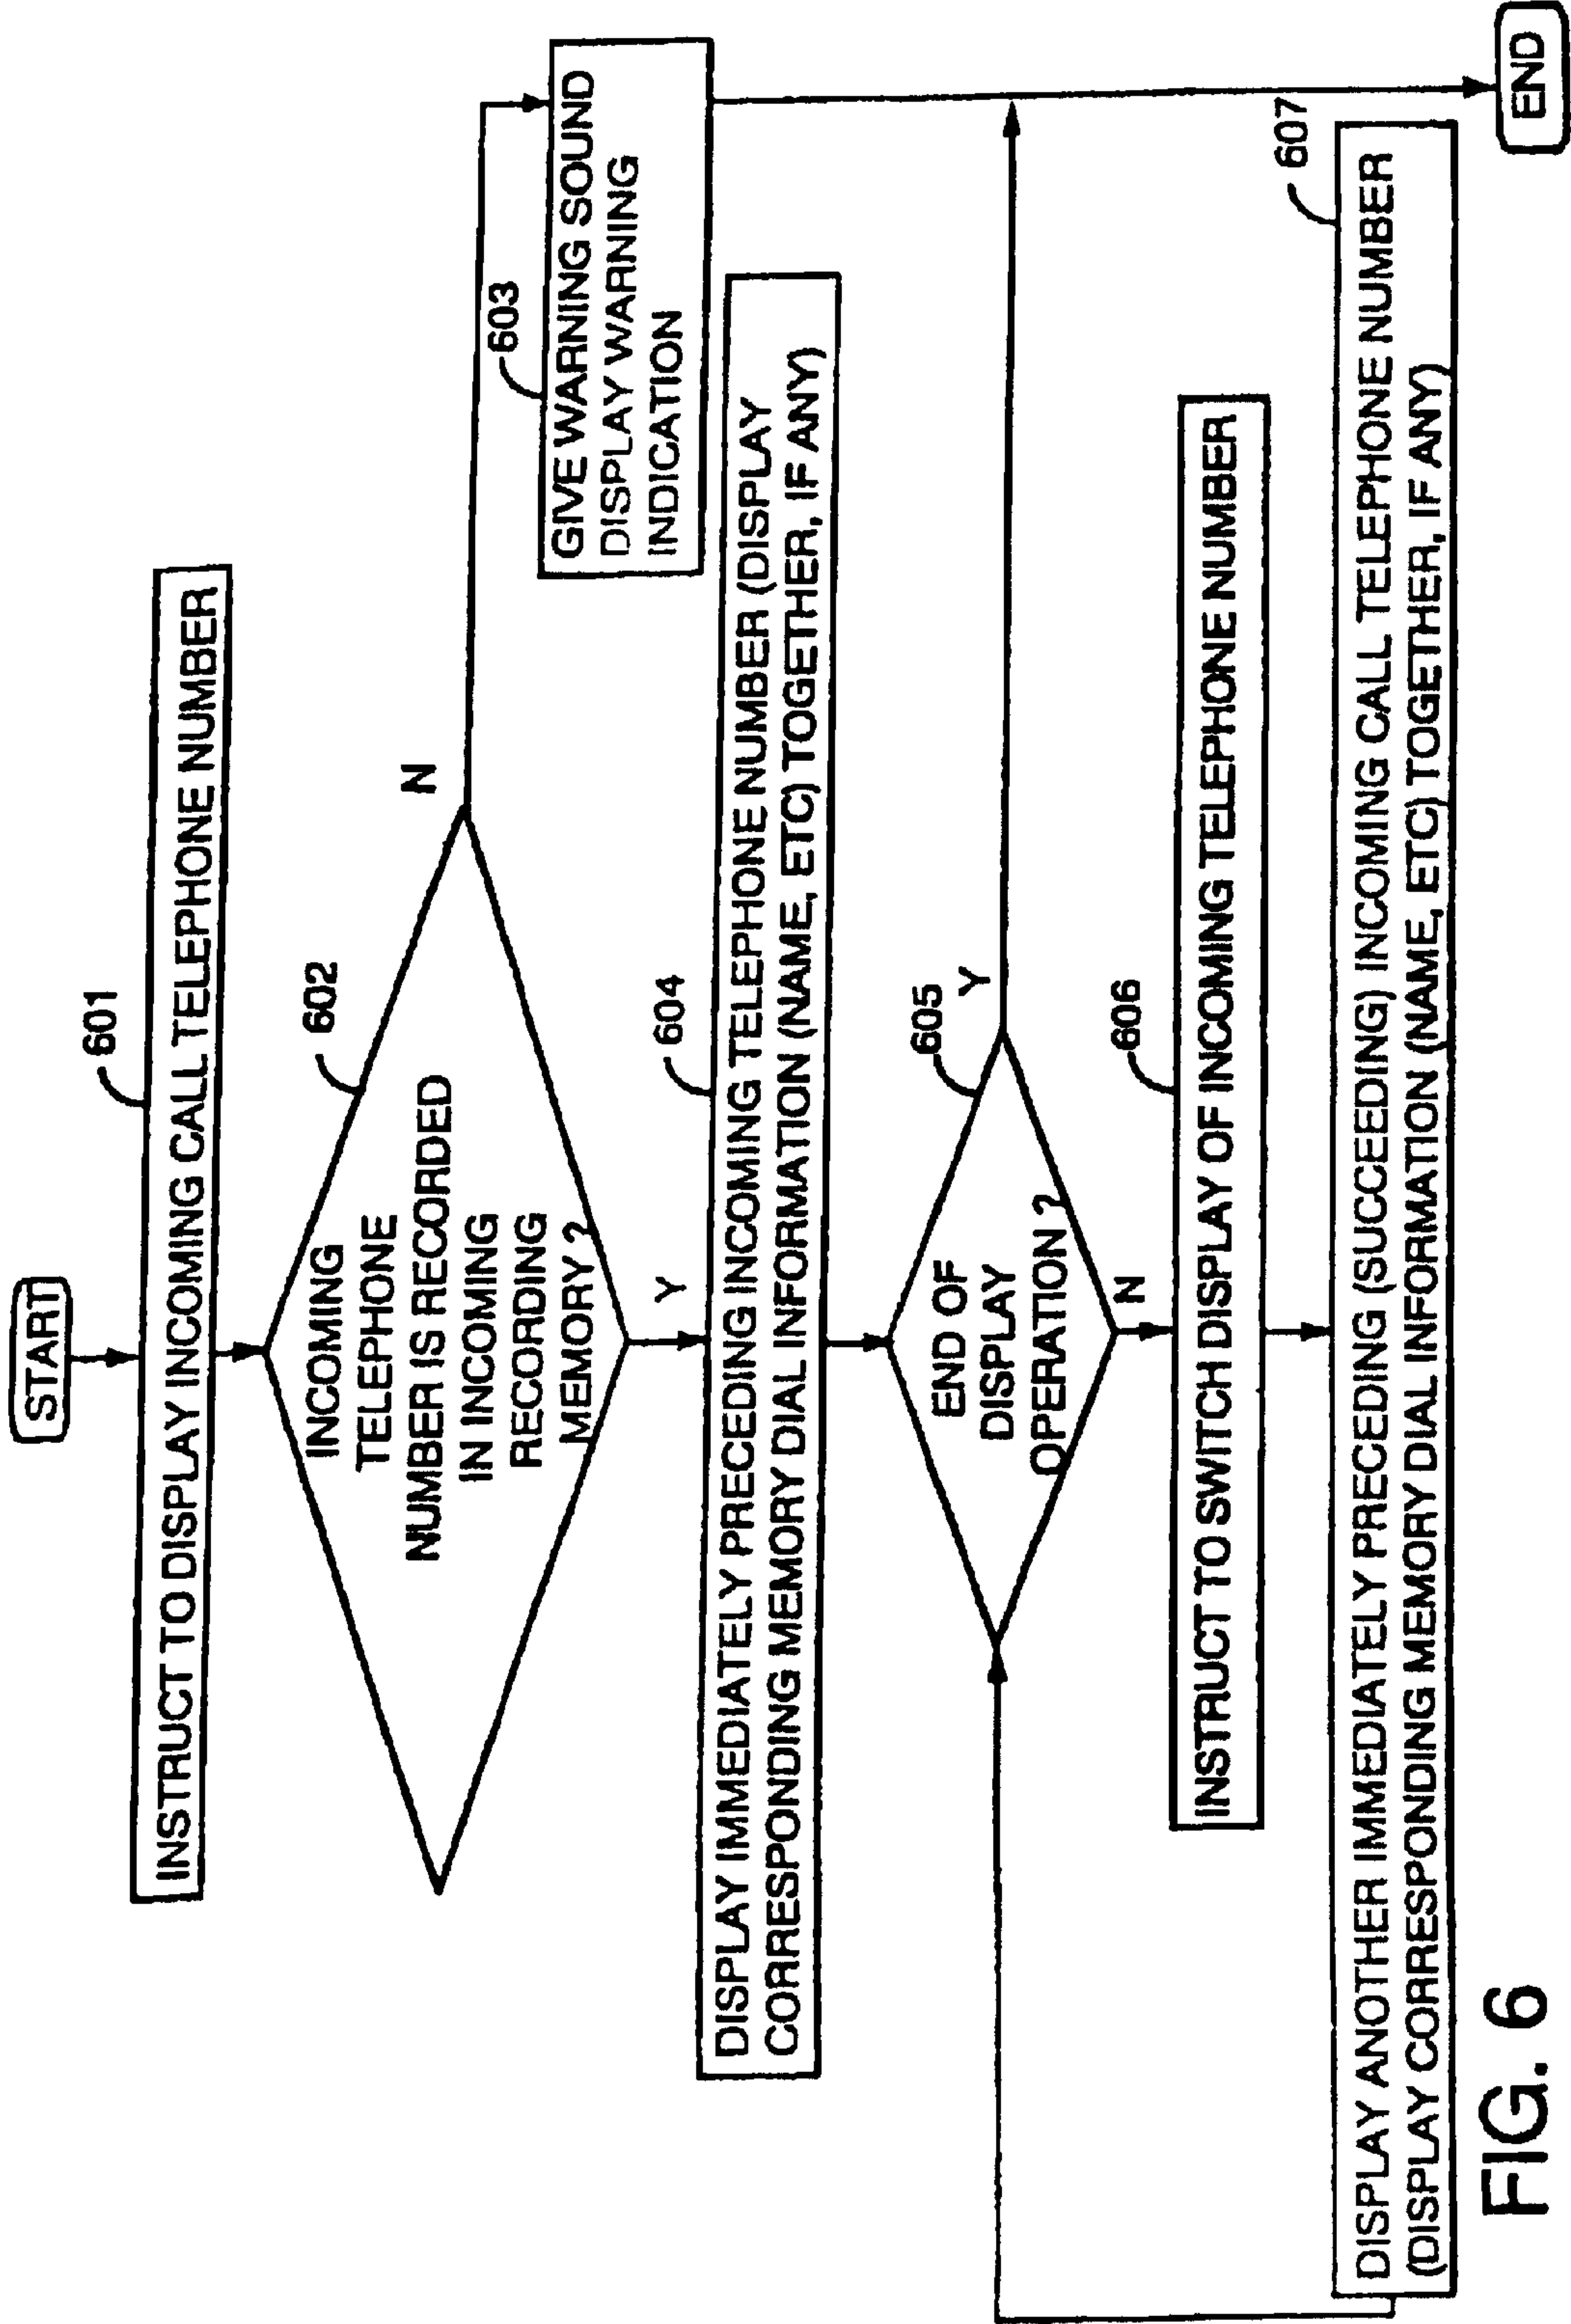 START
601
INSTRUCT TO DISPLAY INCOMING CALL TELEPHONE NUMBER
602
INCOMING
TELEPHONE
NUMBER IS RECORDED
IN INCOMING
RECORDING
MEMORY ?
N
Y
603
GIVE WARNING SOUND
DISPLAY WARNING
INDICATION
604
DISPLAY IMMEDIATELY PRECEDING INCOMING TELEPHONE NUMBER (DISPLAY
CORRESPONDING MEMORY DIAL INFORMATION (NAME, ETC) TOGETHER, IF ANY)
605
END OF
DISPLAY
OPERATION ?
Y
N
606
INSTRUCT TO SWITCH DISPLAY OF INCOMING TELEPHONE NUMBER
607
DISPLAY ANOTHER IMMEDIATELY PRECEDING (SUCCEEDING) INCOMING CALL TELEPHONE NUMBER
(DISPLAY CORRESPONDING MEMORY DIAL INFORMATION (NAME, ETC) TOGETHER, IF ANY)
END
FIG. 6